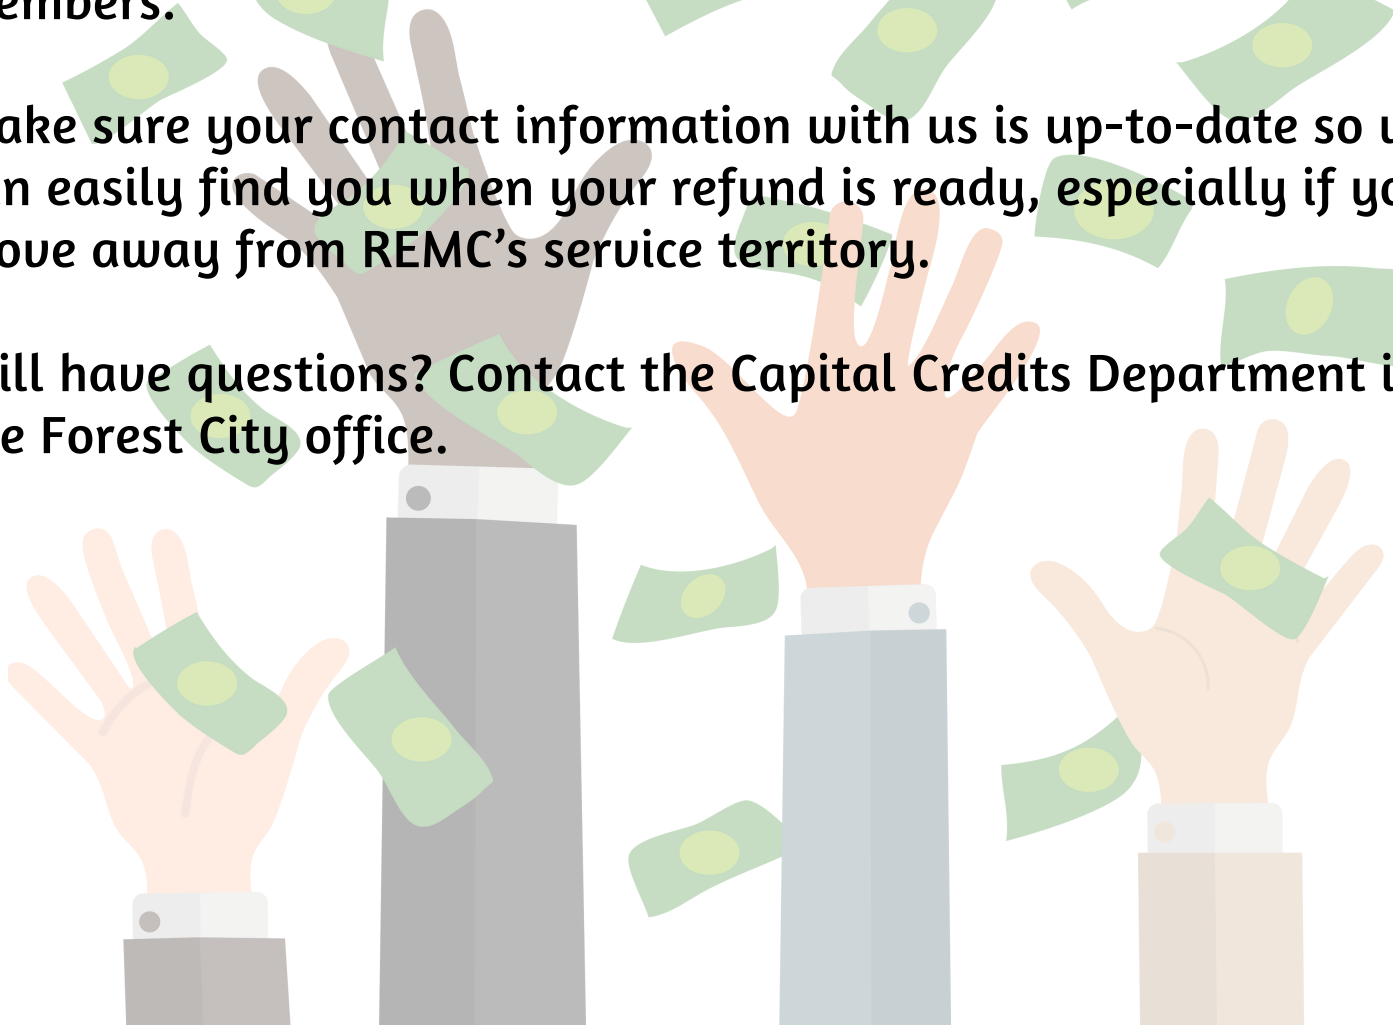 embers.
ake sure your contact information with us is up-to-date so
n easily find you when your refund is ready, especially if yo
ove away from REMC’s service territory.
ill have questions? Contact the Capital Credits Department i
e Forest City office.